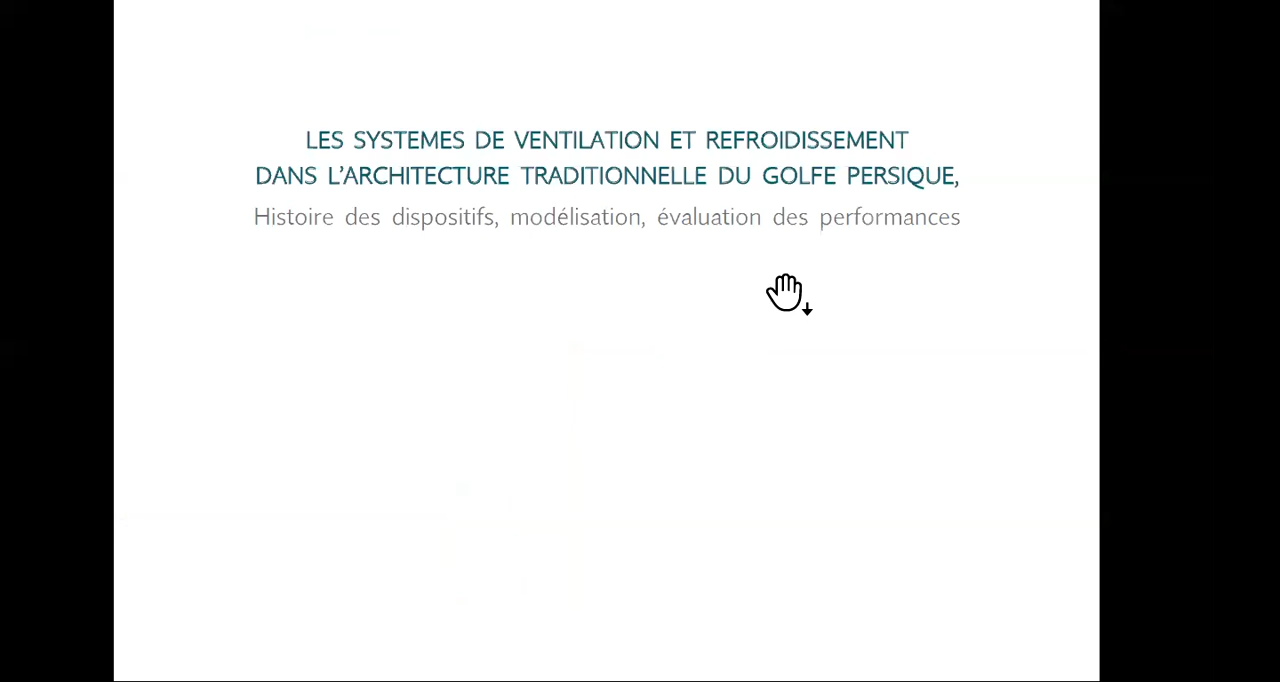 LES SYSTEMES DE VENTILATION ET REFROIDISSEMENT
DANS L’ARCHITECTURE TRADITIONNELLE DU GOLFE PERSIQUE,
Histoire des dispositifs, modélisation, évaluation des performances